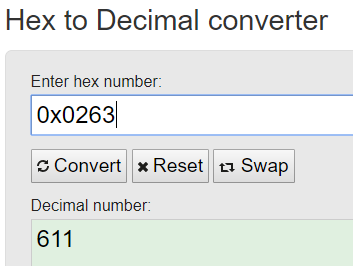 Hex to Decimal converter
Enter hex number:
0x0263
Convert Reset Swap
Decimal number:
611